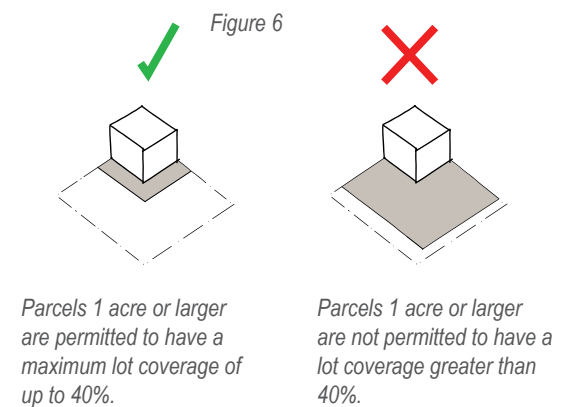 Figure 6
Parcels 1 acre or larger
are permitted to have a
maximum lot coverage of
up to 40%.
Parcels 1 acre or larger
are not permitted to have a
lot coverage greater than
40%.